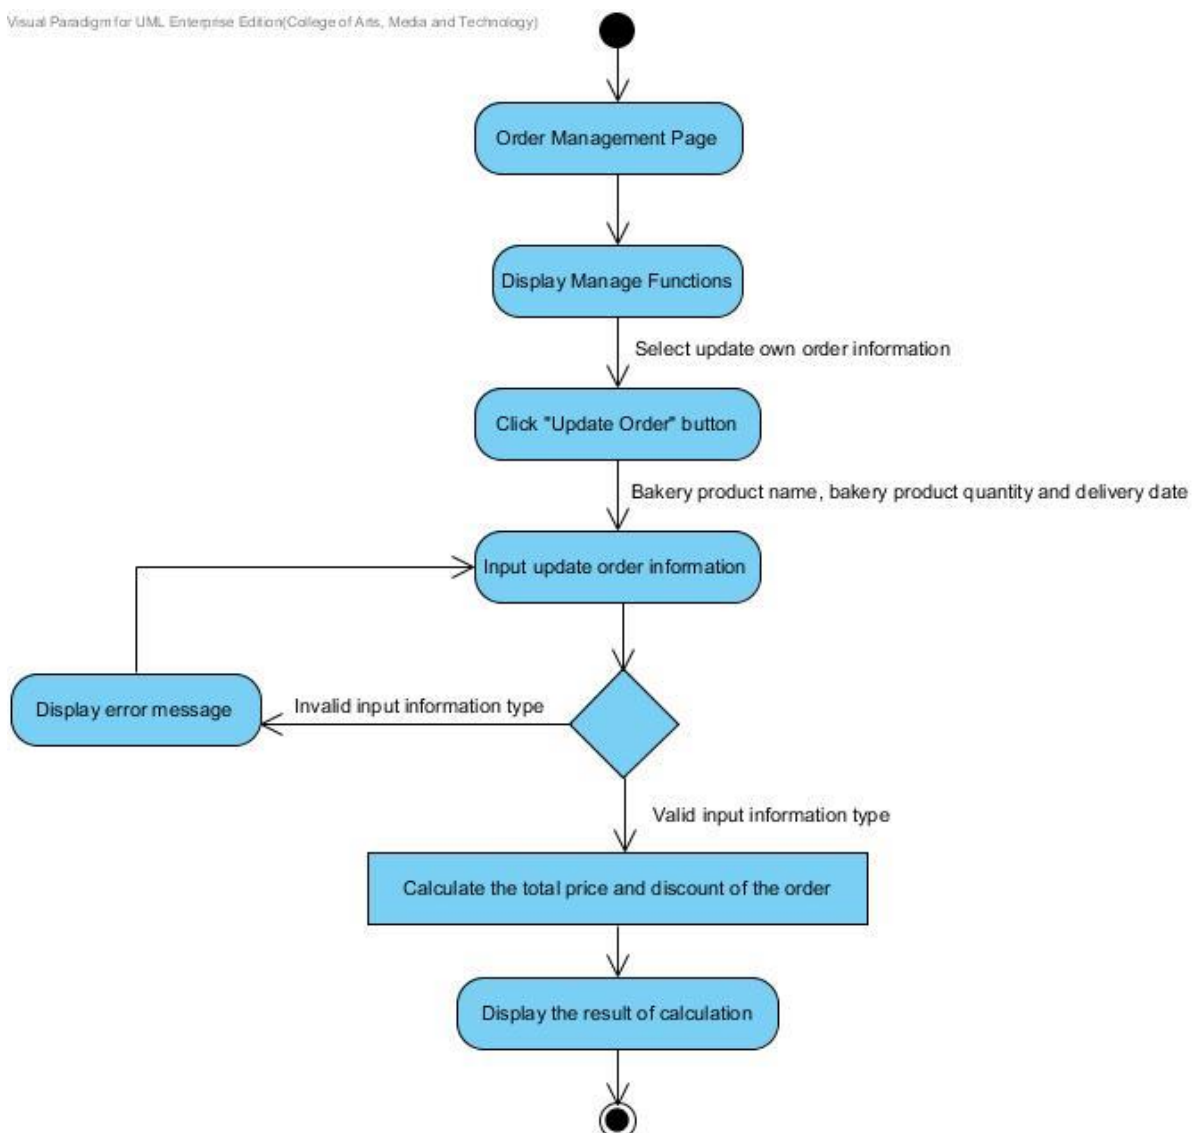 Visual Paradigm for UML Enterprise Edition(College of Arts, Media and Technology)
Order Management Page
Display Manage Functions
Select update own order information
Click "Update Order" button
Bakery product name, bakery product quantity and delivery date
Input update order information
Display error message
Invalid input information type
Valid input information type
Calculate the total price and discount of the order
Display the result of calculation